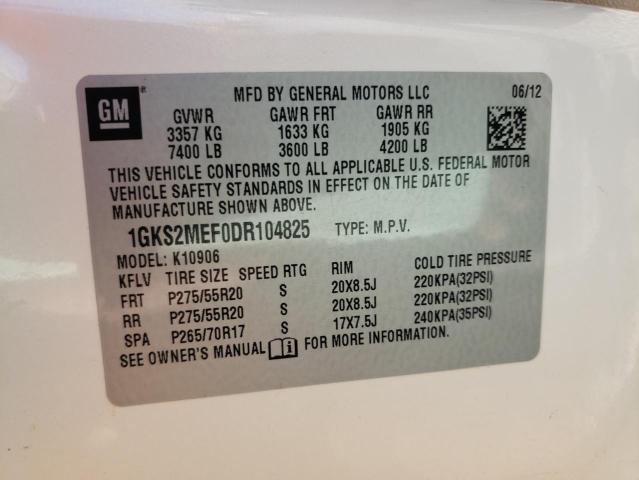 GM
MFD BY GENERAL MOTORS LLC 06/12
GVWR GAWR FRT GAWR RR
3357 KG 1633 KG 1905 KG
7400 LB 3600 LB 4200 LB
THIS VEHICLE CONFORMS TO ALL APPLICABLE U.S. FEDERAL MOTOR
VEHICLE SAFETY STANDARDS IN EFFECT ON THE DATE OF
MANUFACTURE SHOWN ABOVE.
1GKS2MEF0DR104825 TYPE: M.P.V.
MODEL: K10906
KFLV TIRE SIZE SPEED RTG RIM COLD TIRE PRESSURE
FRT P275/55R20 S 20X8.5J 220KPA(32PSI)
RR P275/55R20 S 20X8.5J 220KPA(32PSI)
SPA P265/70R17 S 17X7.5J 240KPA(35PSI)
SEE OWNER'S MANUAL i FOR MORE INFORMATION.